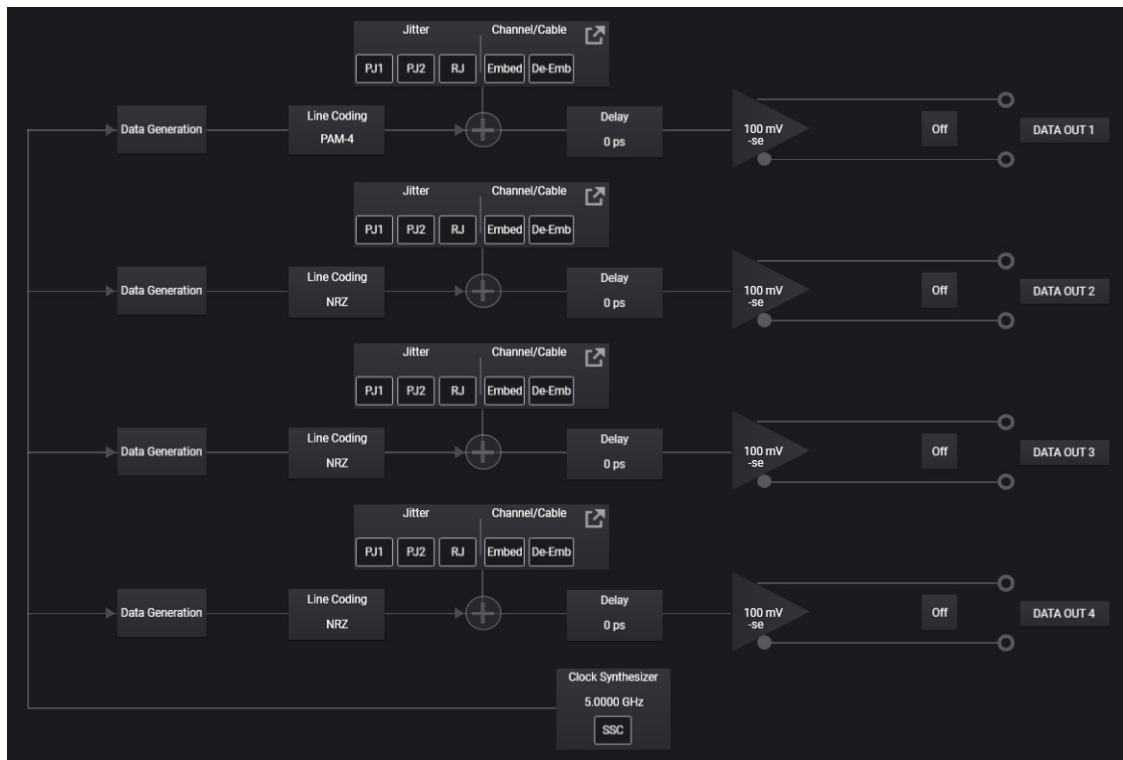 Jitter Channel/Cable
PJ1 PJ2 RJ Embed De-Emb
Data Generation
Line Coding
PAM-4
Delay
0 ps
100 mV
-se
Off
DATA OUT 1
Jitter Channel/Cable
PJ1 PJ2 RJ Embed De-Emb
Data Generation
Line Coding
NRZ
Delay
0 ps
100 mV
-se
Off
DATA OUT 2
Jitter Channel/Cable
PJ1 PJ2 RJ Embed De-Emb
Data Generation
Line Coding
NRZ
Delay
0 ps
100 mV
-se
Off
DATA OUT 3
Jitter Channel/Cable
PJ1 PJ2 RJ Embed De-Emb
Data Generation
Line Coding
NRZ
Delay
0 ps
100 mV
-se
Off
DATA OUT 4
Clock Synthesizer
5.0000 GHz
SSC